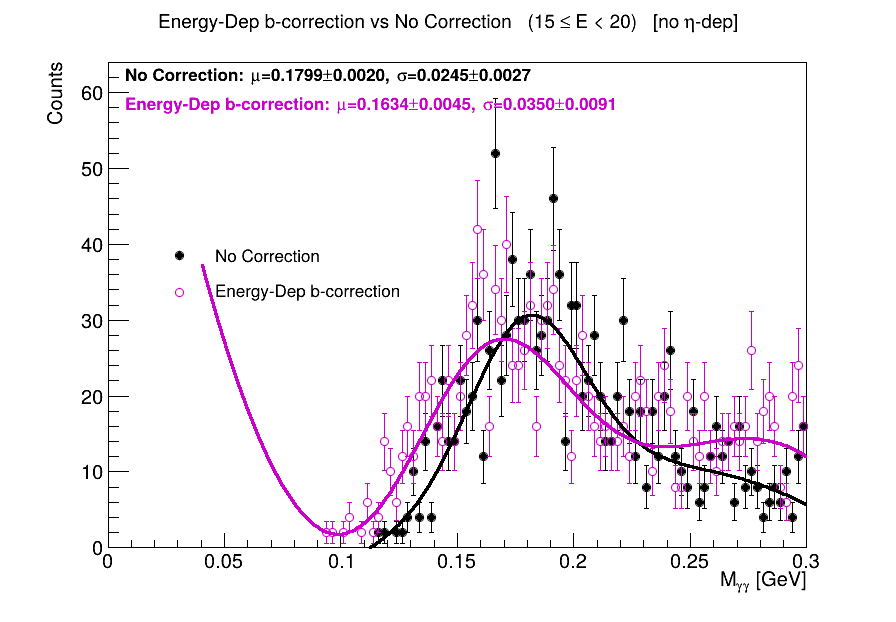 Energy-Dep b-correction vs No Correction (15 ≤ E < 20) [no η-dep]
Counts
No Correction: μ=0.1799±0.0020, σ=0.0245±0.0027
Energy-Dep b-correction: μ=0.1634±0.0045, σ=0.0350±0.0091
60
50
40
30
20
10
0
No Correction
Energy-Dep b-correction
0 0.05 0.1 0.15 0.2 0.25 0.3
Mγγ [GeV]